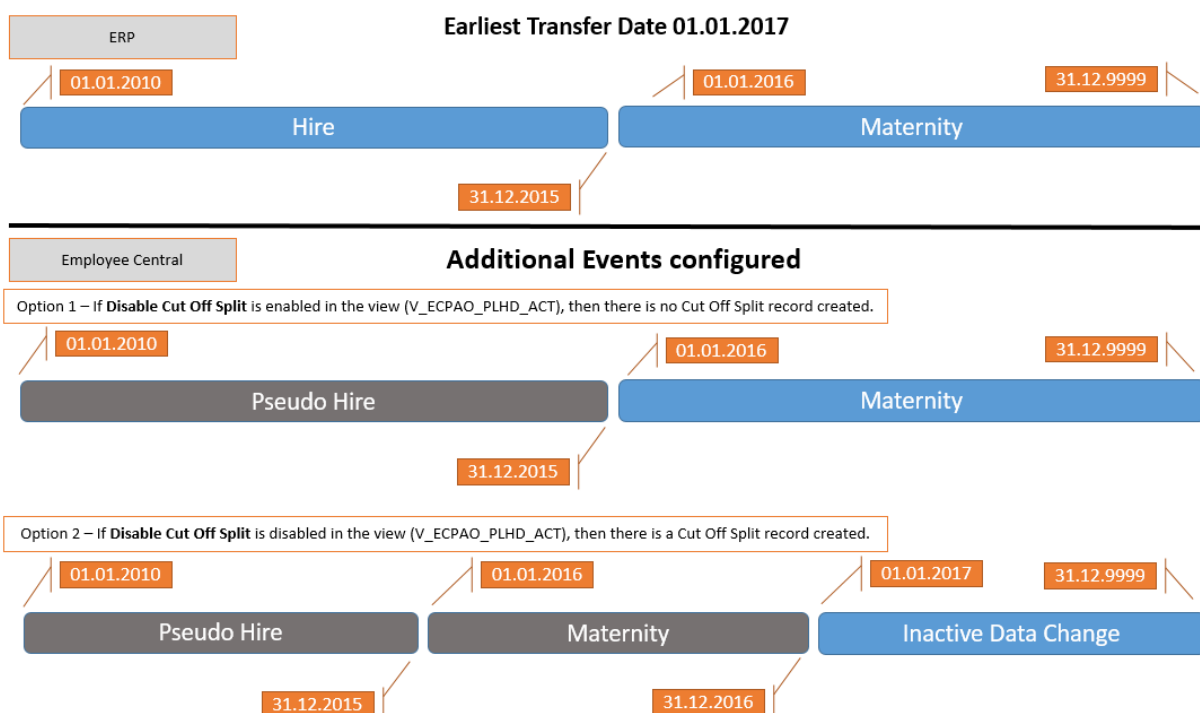 Earliest Transfer Date 01.01.2017
ERP
01.01.2010
01.01.2016
31.12.9999
Hire
Maternity
31.12.2015
Employee Central
Additional Events configured
Option 1 – If Disable Cut Off Split is enabled in the view (V_ECPAO_PLHD_ACT), then there is no Cut Off Split record created.
01.01.2010
01.01.2016
31.12.9999
Pseudo Hire
Maternity
31.12.2015
Option 2 – If Disable Cut Off Split is disabled in the view (V_ECPAO_PLHD_ACT), then there is a Cut Off Split record created.
01.01.2010
01.01.2016
01.01.2017
31.12.9999
Pseudo Hire
Maternity
Inactive Data Change
31.12.2015
31.12.2016